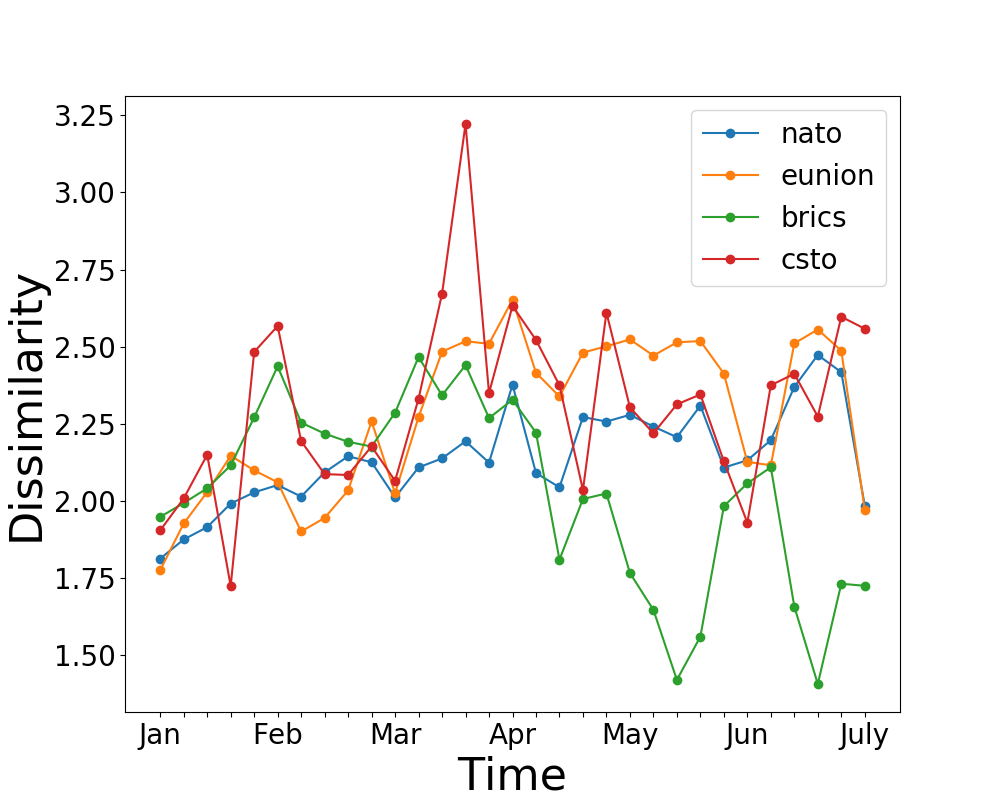 Dissimilarity
3.25
3.00
2.75
2.50
2.25
2.00
1.75
1.50
nato
eunion
brics
csto
Jan Feb Mar Apr May Jun July
Time